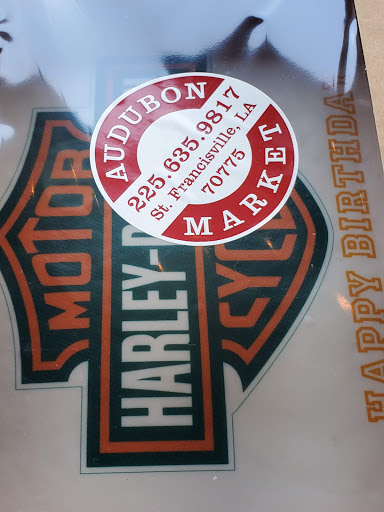 AUDUBON
225.635.9817
St. Francisville, LA
70775
MARKET
MOTOR
HARLEY-D
CYC
HAPPY BIRTHDA